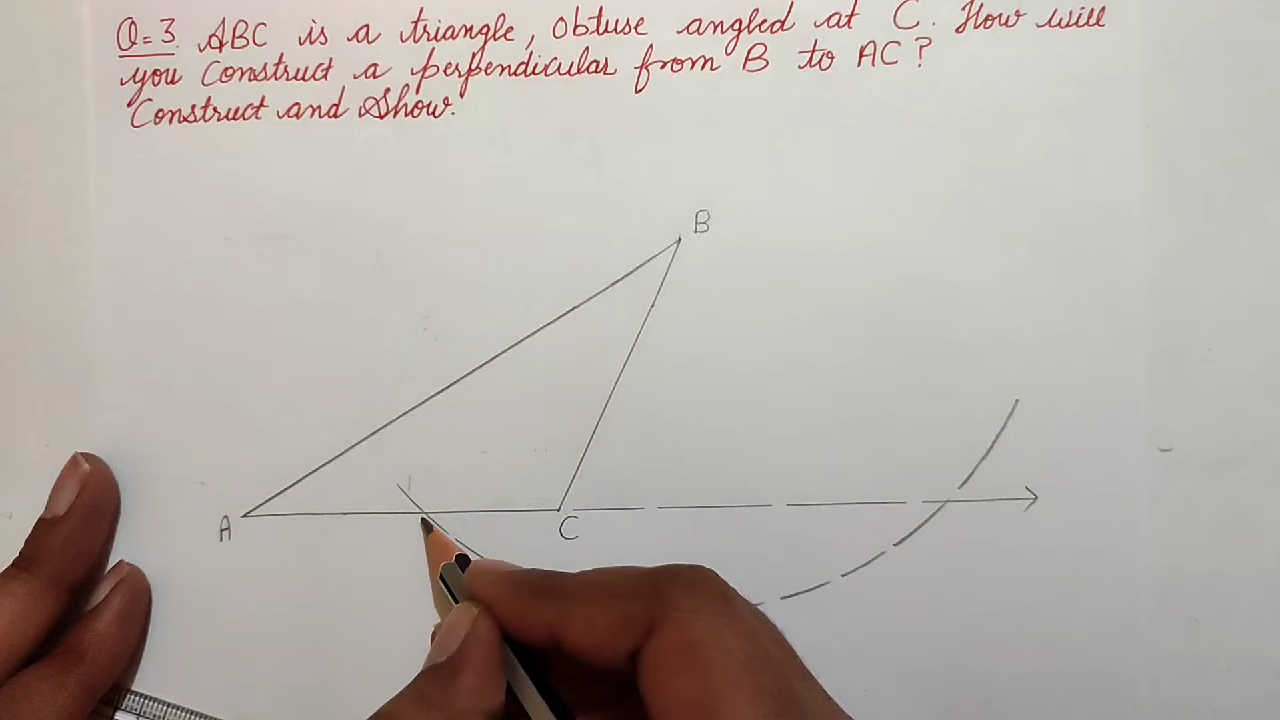 Q=3. ABC is a triangle, obtuse angled at C. How will
you construct a perpendicular from B to AC?
Construct and Show.
B
A
C